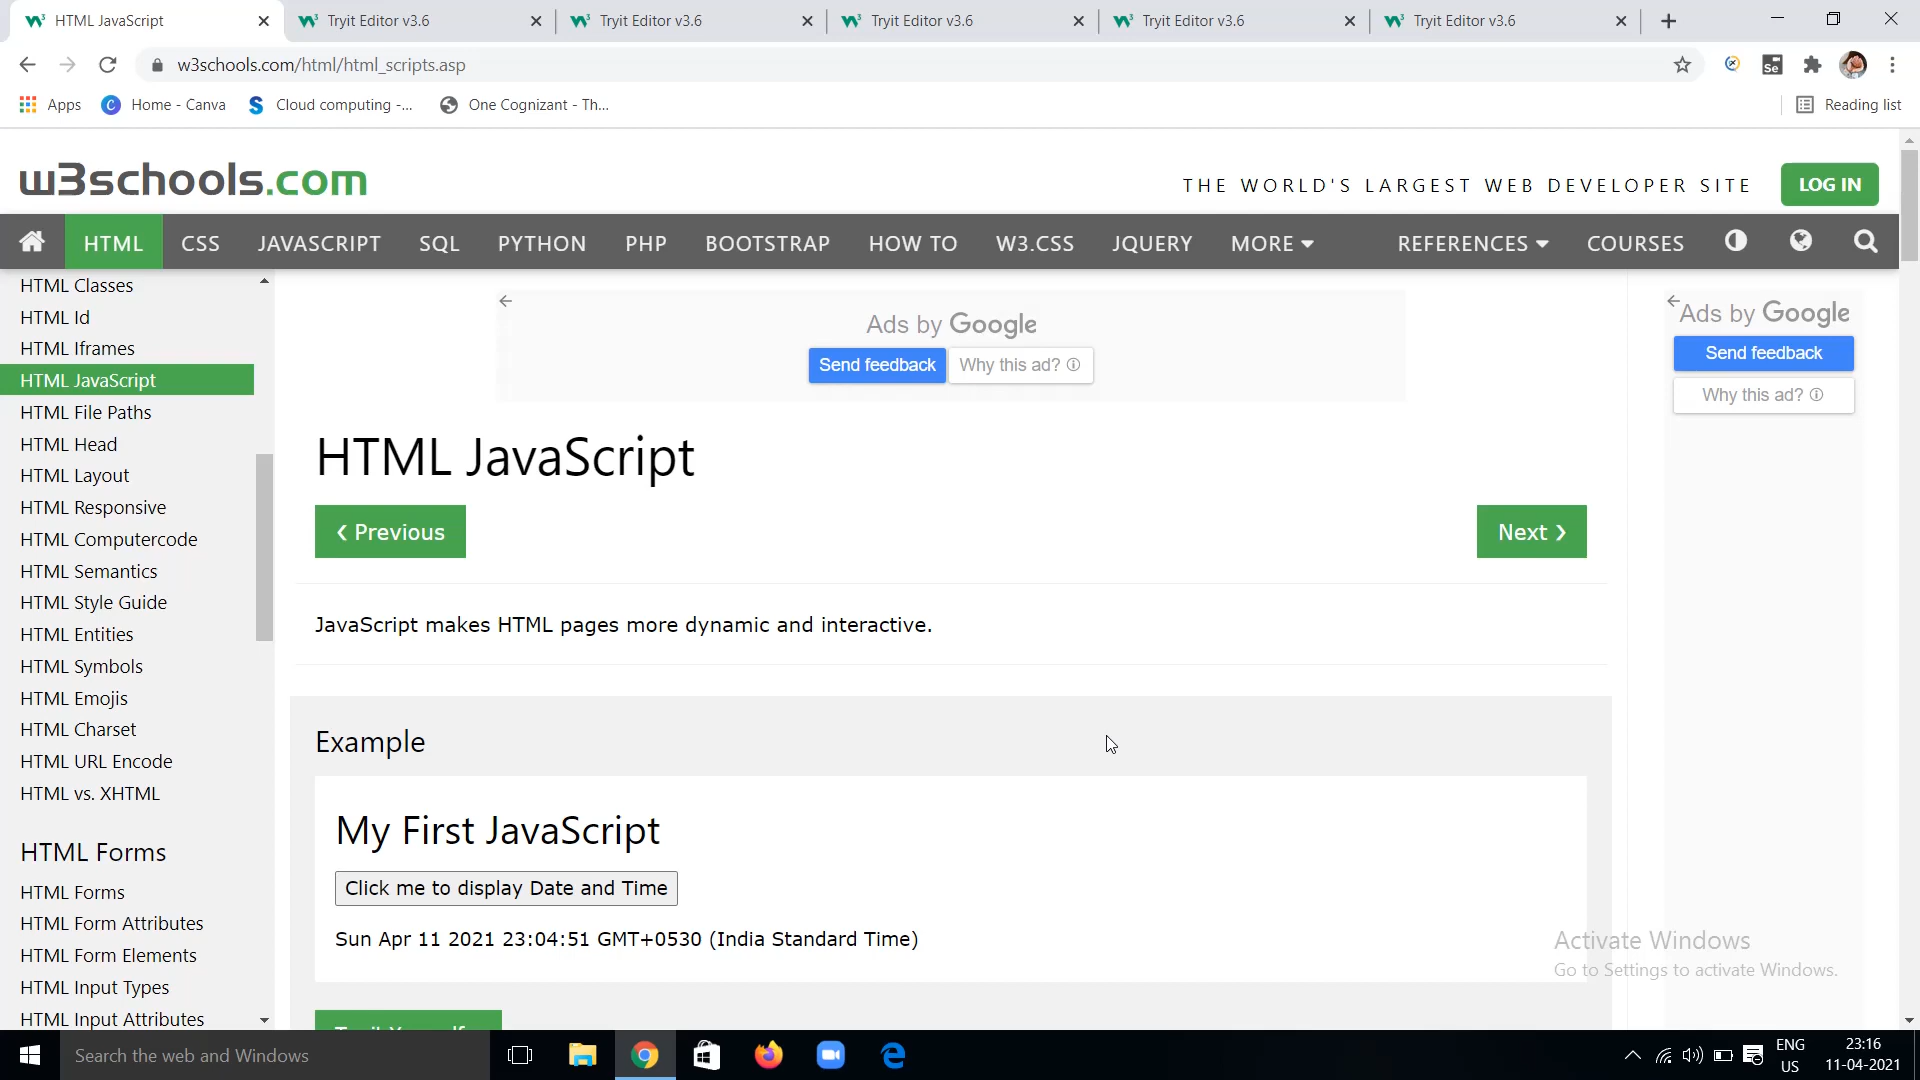 HTML JavaScript
Tryit Editor v3.6
Tryit Editor v3.6
Tryit Editor v3.6
Tryit Editor v3.6
Tryit Editor v3.6
w3schools.com/html/html_scripts.asp
Se
Apps
Home - Canva
Cloud computing -...
One Cognizant - Th...
Reading list
w3schools.com
THE WORLD'S LARGEST WEB DEVELOPER SITE
LOG IN
HTML CSS JAVASCRIPT SQL PYTHON PHP BOOTSTRAP HOW TO W3.CSS JQUERY MORE REFERENCES COURSES
HTML Classes
HTML Id
HTML Iframes
HTML JavaScript
HTML File Paths
HTML Head
HTML Layout
HTML Responsive
HTML Computercode
HTML Semantics
HTML Style Guide
HTML Entities
HTML Symbols
HTML Emojis
HTML Charset
HTML URL Encode
HTML vs. XHTML
HTML Forms
HTML Forms
HTML Form Attributes
HTML Form Elements
HTML Input Types
HTML Input Attributes
Ads by Google
Send feedback
Why this ad?
Ads by Google
Send feedback
Why this ad?
HTML JavaScript
❮ Previous
Next ❯
JavaScript makes HTML pages more dynamic and interactive.
Example
My First JavaScript
Click me to display Date and Time
Sun Apr 11 2021 23:04:51 GMT+0530 (India Standard Time)
Activate Windows
Go to Settings to activate Windows.
Search the web and Windows
ENG
US
23:16
11-04-2021